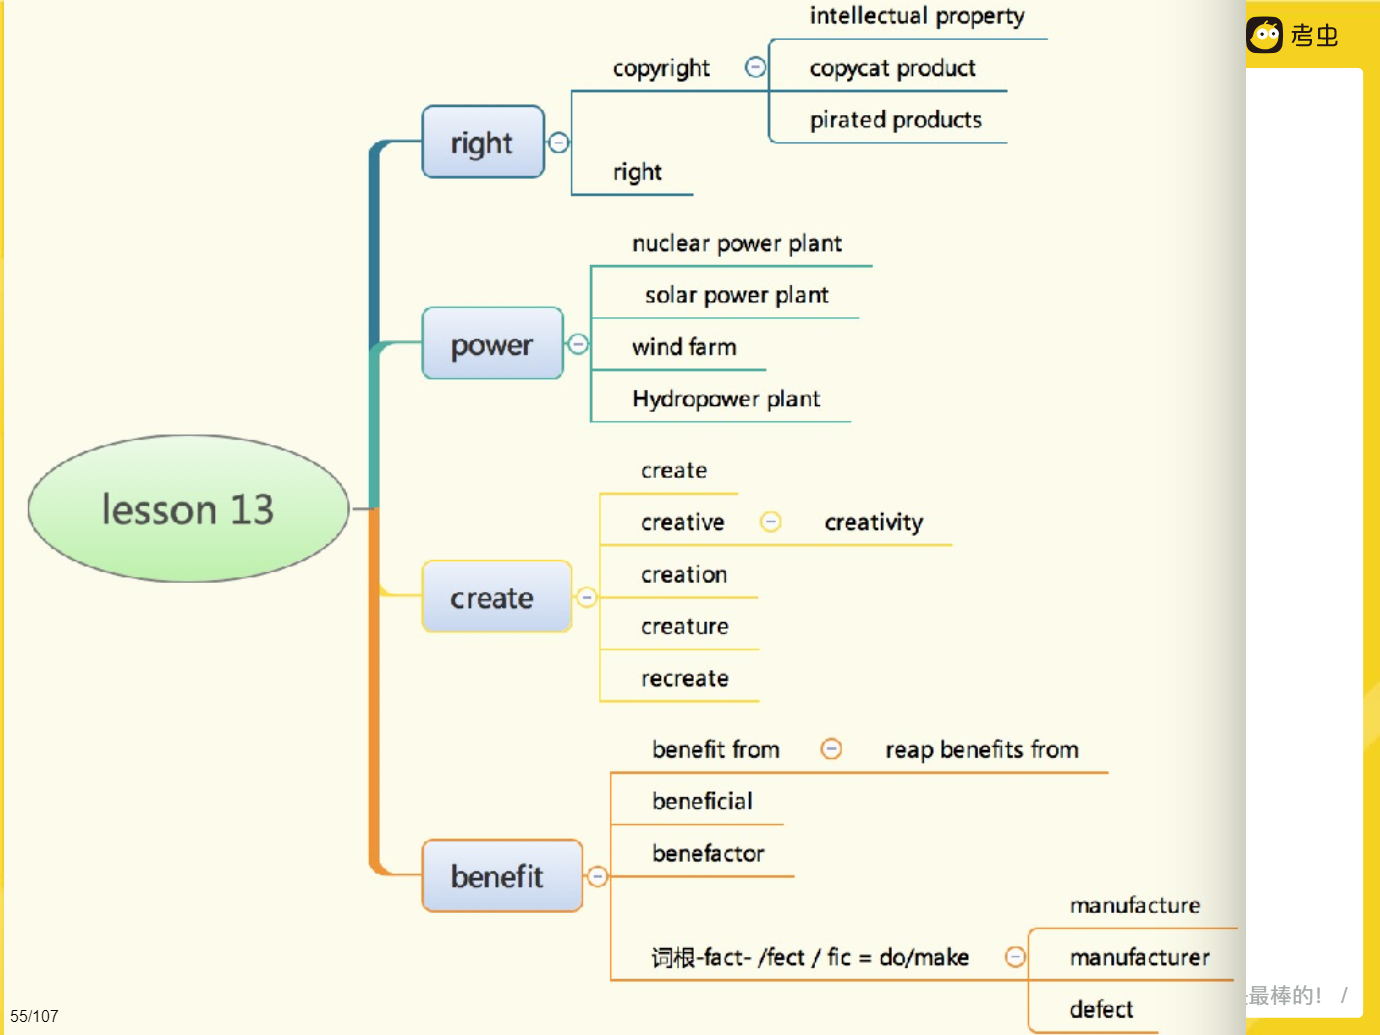 考虫
intellectual property
copyright
copycat product
pirated products
right
right
nuclear power plant
solar power plant
power
wind farm
Hydropower plant
lesson 13
create
creative
creativity
creation
create
creature
recreate
benefit from
reap benefits from
beneficial
benefactor
benefit
manufacture
词根-fact- /fect / fic = do/make
manufacturer
defect
最棒的！ /
55/107